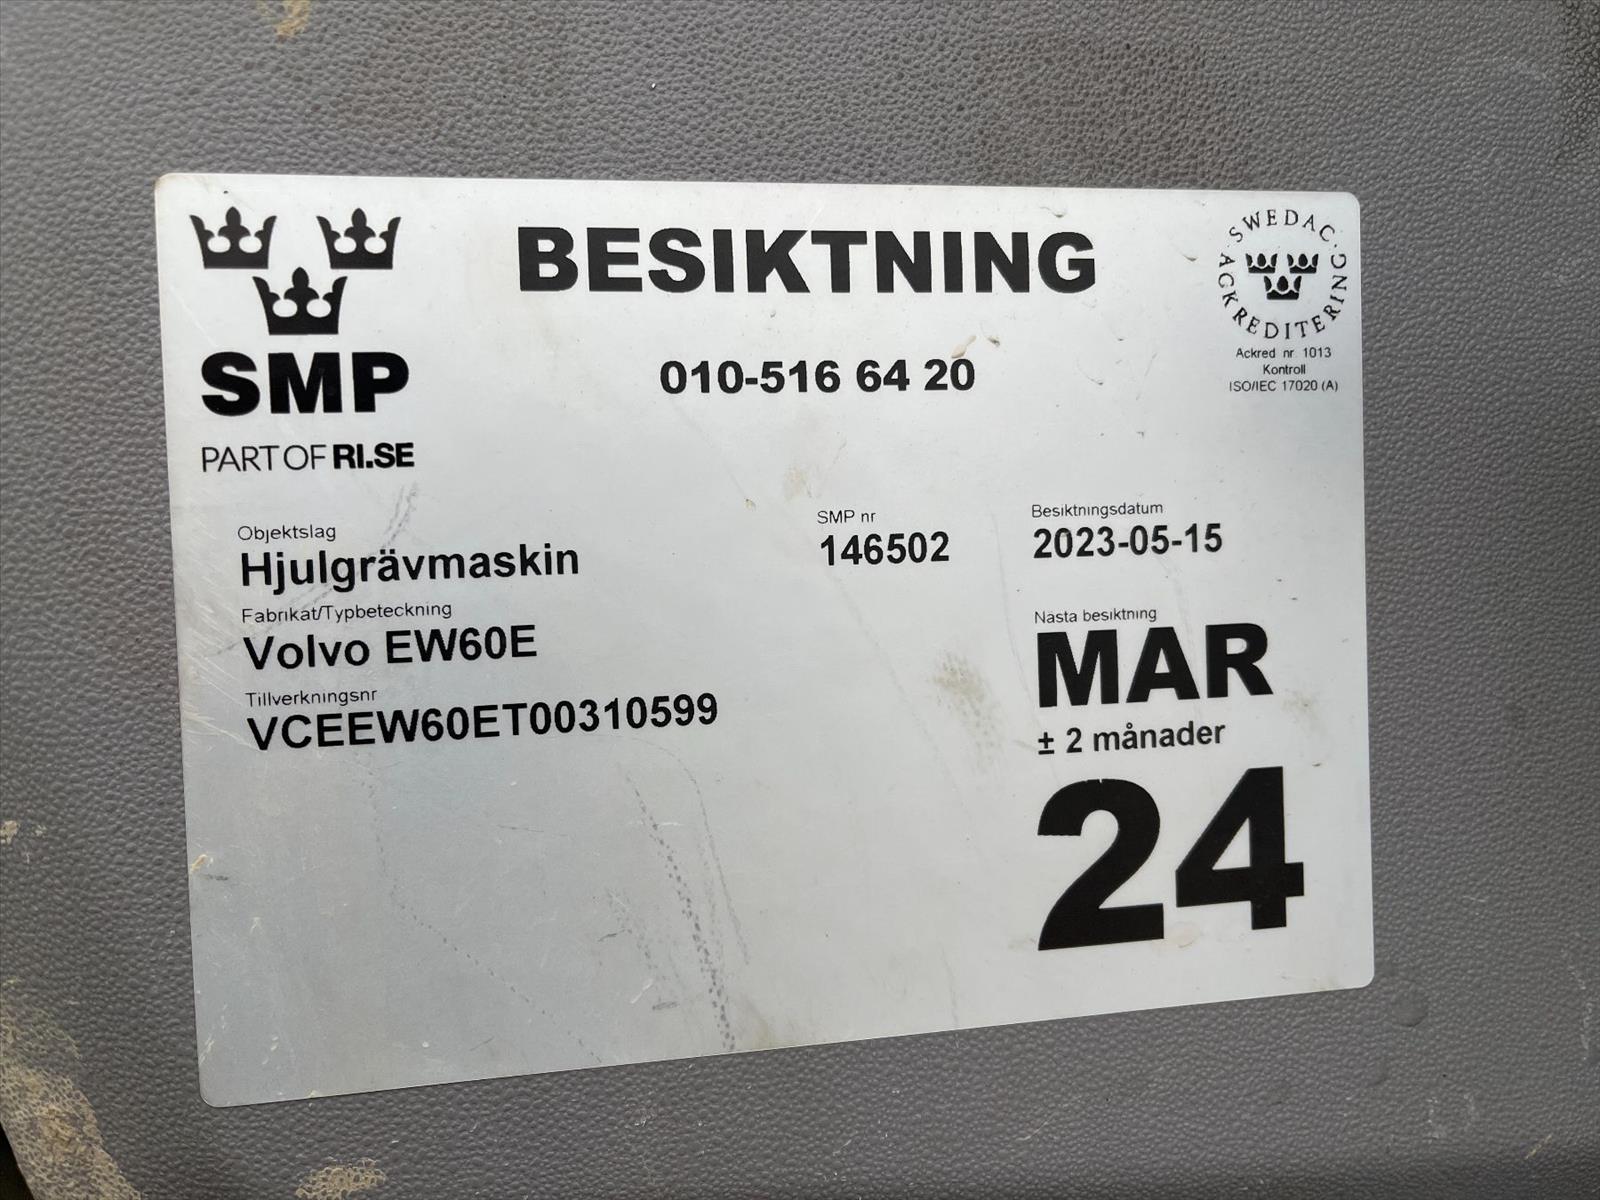 BESIKTNING
010-516 64 20
SMP
PART OF RI.SE
SWEDAC
ACKREDITERING
Ackred nr 1013
Kontroll
ISO/IEC 17020 (A)
Objektslag
Hjulgrävmaskin
Fabrikat/Typbeteckning
Volvo EW60E
Tillverkningsnr
VCEEW60ET00310599
SMP nr
146502
Besiktningsdatum
2023-05-15
Nästa besiktning
MAR
± 2 månader
24